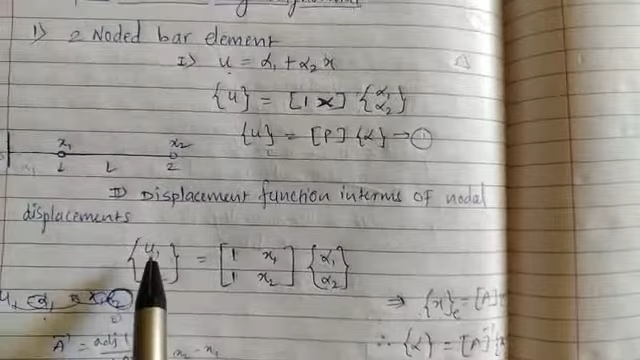 1) 2 Noded bar element
I) u = α₁ + α₂ x
{u} = [1 x] {α₁ α₂}
{u} = [P] {α} → ①
x₁ x₂
1 L 2
II) Displacement function interms of nodal
displacements
{u₁ } = [1 x₁ 1 x₂] {α₁ α₂}
⇒ {x}e = [A]
A⁻¹ = adj x₂ - x₁
∴ {α} = [A]⁻¹